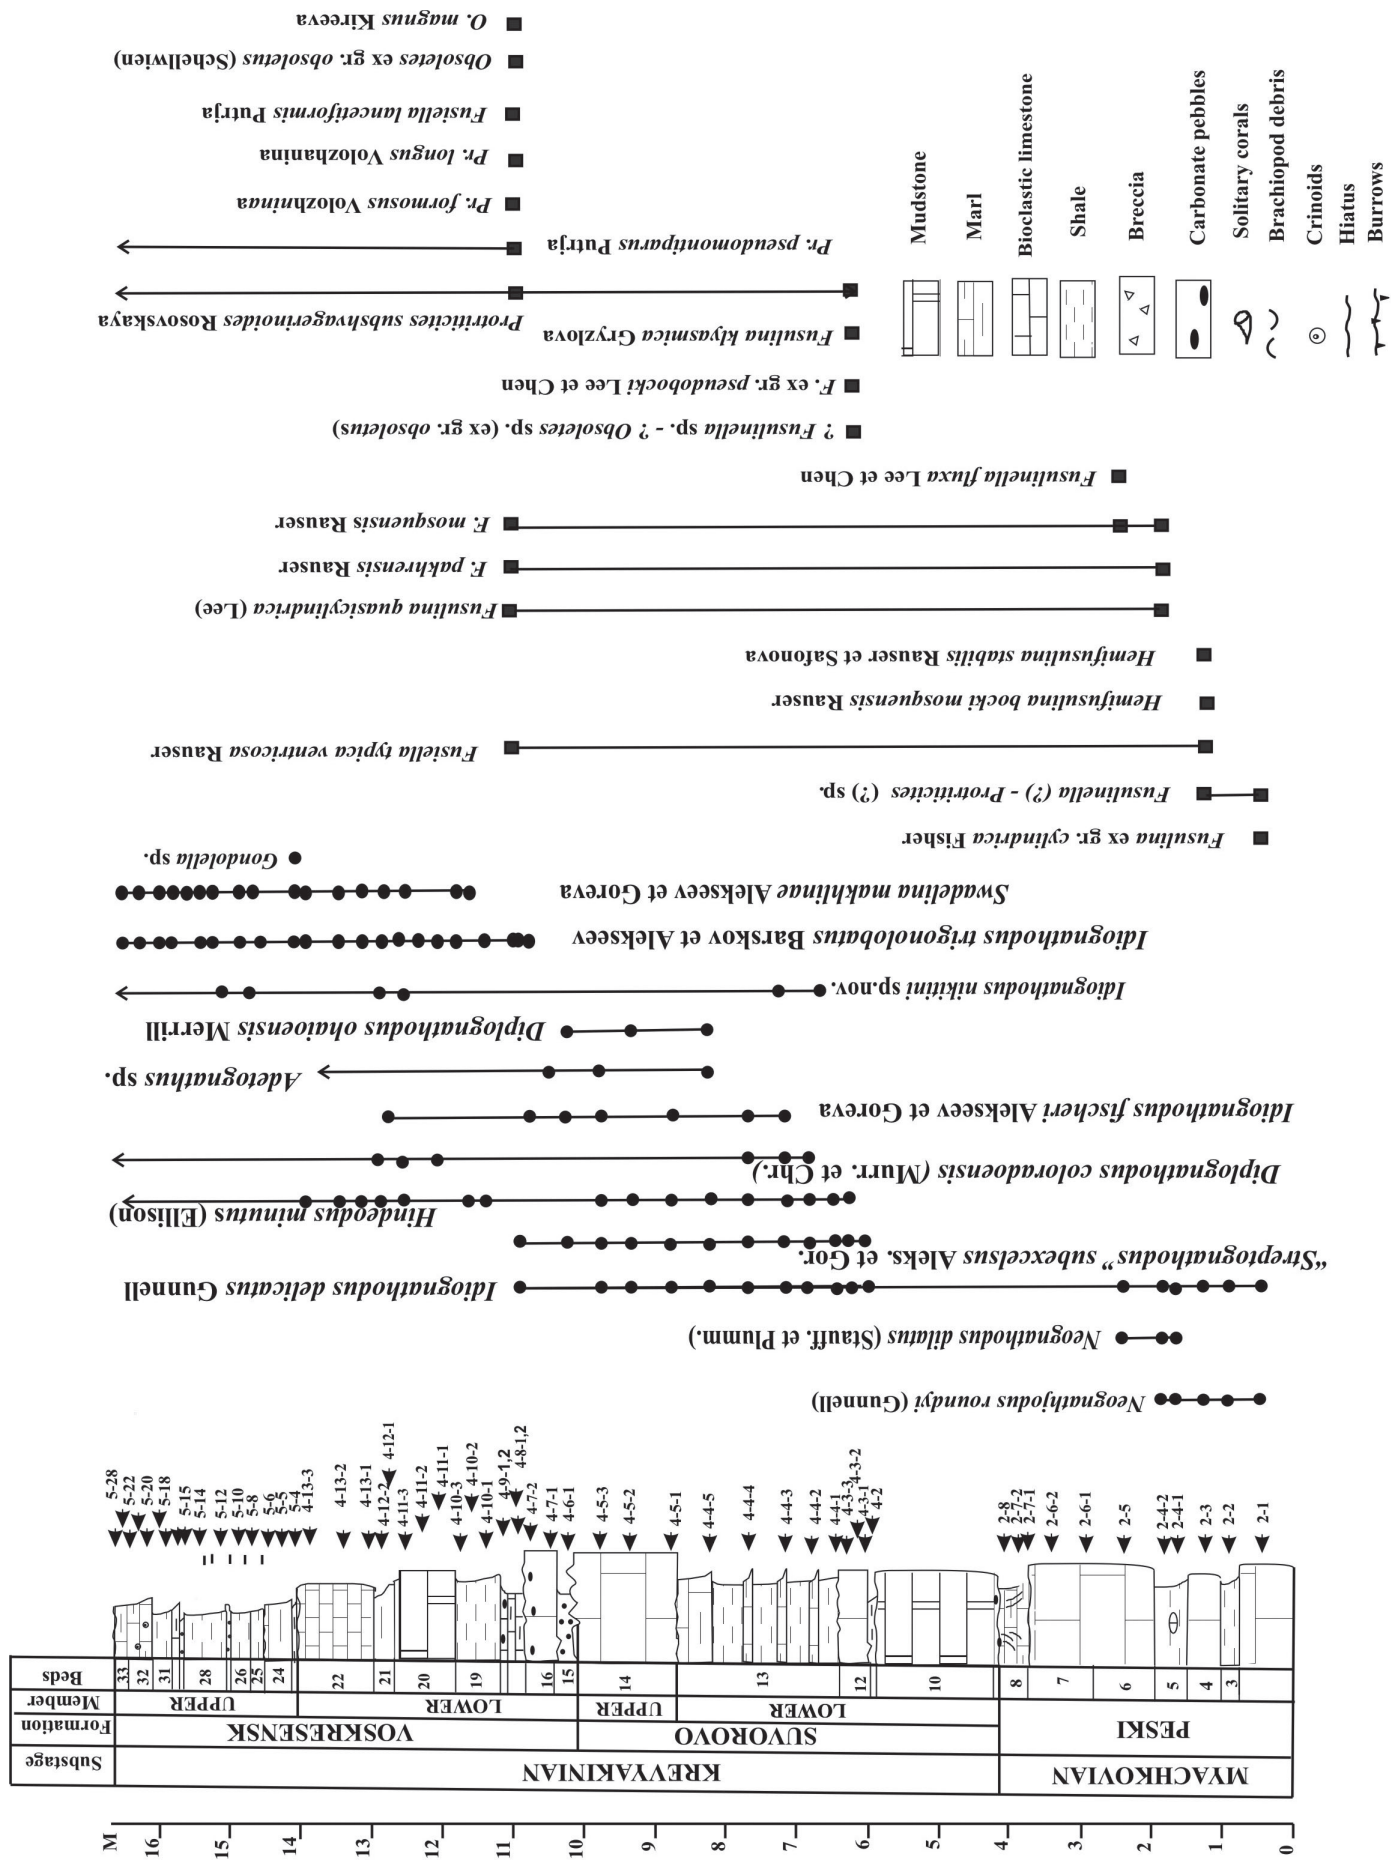 O. magnus Kireeva
Obsoletes ex gr. obsoletus (Schellwien)
Fusiella lancetiformis Putrja
Pr. longus Volozhanina
Pr. formosus Volozhninaa
Pr. pseudomontiparus Putrja
Protriticites subshvagerinoides Rosovskaya
Fusulina klyasmica Gryzlova
F. ex gr. pseudobocki Lee et Chen
? Fusulinella sp. - ? Obsoletes sp. (ex gr. obsoletus)
Fusulinella fluxa Lee et Chen
F. mosquensis Rauser
F. pakhrensis Rauser
Fusulina quasicylindrica (Lee)
Hemifusulina stabilis Rauser et Safonova
Hemifusulina mosquensis bocki Rauser
Fusiella typica ventricosa Rauser
Fusulinella (?) - Protriticites (?) sp.
Fusulina ex gr. cylindrica Fisher
Gondolella sp.
Swadelina makhlinae Alekseev et Goreva
Idiognathodus trigonolobatus Barskov et Alekseev
Idiognathodus nikitini sp.nov.
Diplognathodus ohaioensis Merrill
Adetognathus sp.
Idiognathodus fischeri Alekseev et Goreva
Diplognathodus coloradoensis (Murr. et Chr.)
Hindeodus minutus (Ellison)
"Streptognathodus" subexcelsus Aleks. et Gor.
Idiognathodus delicatus Gunnell
Neognathodus dilatus (Stauff. et Plumm.)
Neognathjodus roundyi (Gunnell)
Mudstone
Marl
Bioclastic limestone
Shale
Breccia
Carbonate pebbles
Solitary corals
Brachiopod debris
Crinoids
Hiatus
Burrows
5-28
5-22
5-20
5-18
5-15
5-14
5-12
5-10
5-8
5-6
5-5
5-4
4-13-3
4-13-2
4-13-1
4-12-1
4-12-2
4-11-3
4-11-2
4-11-1
4-10-3
4-10-2
4-10-1
4-9-1,2
4-8-1,2
4-7-2
4-7-1
4-6-1
4-5-3
4-5-2
4-5-1
4-4-5
4-4-4
4-4-3
4-4-2
4-4-1
4-3-3
4-3-2
4-3-1
4-2
2-8
2-7-2
2-7-1
2-6-2
2-6-1
2-5
2-4-2
2-4-1
2-3
2-2
2-1
Beds
33
32
31
28
26
25
24
22
21
20
19
16
15
14
13
12
10
8
7
6
5
4
3
Member
UPPER
LOWER
UPPER
LOWER
Formation
VOSKRESENSK
SUVOROVO
PESKI
Substage
KREVYAKINIAN
MYACHKOVIAN
M
16
15
14
13
12
11
10
9
8
7
6
5
4
3
2
1
0